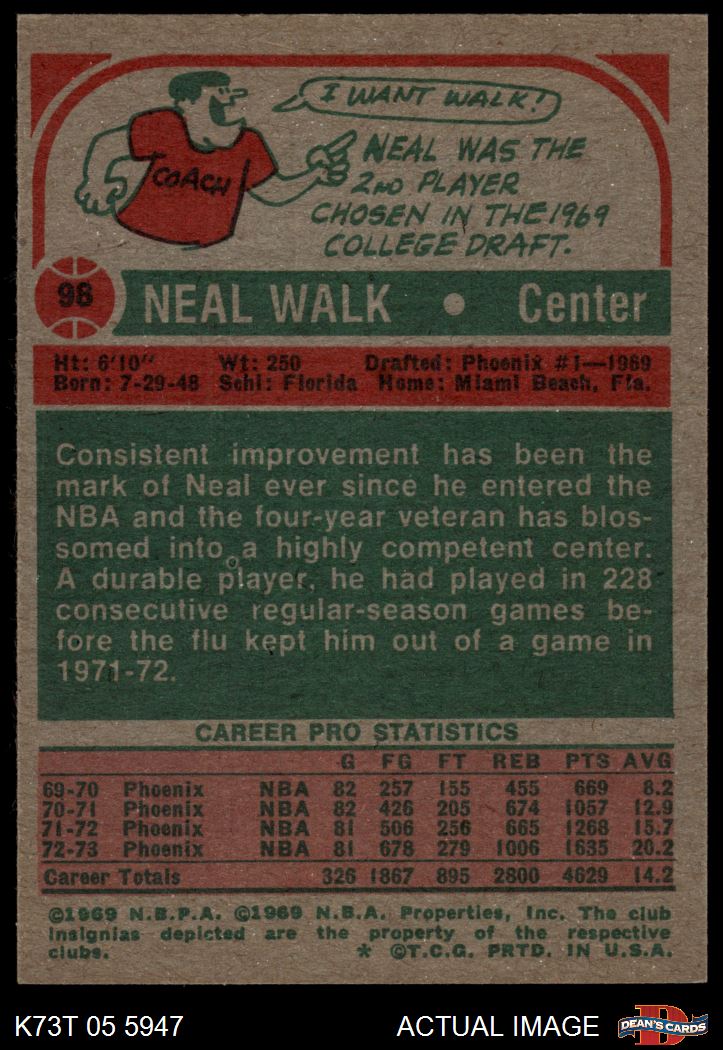 I WANT WALK!
COACH
NEAL WAS THE
2ND PLAYER
CHOSEN IN THE 1969
COLLEGE DRAFT.
98 NEAL WALK • Center
Ht: 6'10" Wt: 250 Drafted: Phoenix #1—1969
Born: 7-29-48 Schl: Florida Home: Miami Beach, Fla.
Consistent improvement has been the
mark of Neal ever since he entered the
NBA and the four-year veteran has blos-
somed into a highly competent center.
A durable player, he had played in 228
consecutive regular-season games be-
fore the flu kept him out of a game in
1971-72.
CAREER PRO STATISTICS
G FG FT REB PTS AVG
69-70 Phoenix NBA 82 257 155 455 669 8.2
70-71 Phoenix NBA 82 426 205 674 1057 12.9
71-72 Phoenix NBA 81 506 256 665 1268 15.7
72-73 Phoenix NBA 81 678 279 1006 1635 20.2
Career Totals 326 1867 895 2800 4629 14.2
©1969 N.B.P.A. ©1969 N.B.A. Properties, Inc. The club
insignias depicted are the property of the respective
clubs. * ©T.C.G. PRTD. IN U.S.A.
K73T 05 5947 ACTUAL IMAGE D DEAN'S CARDS